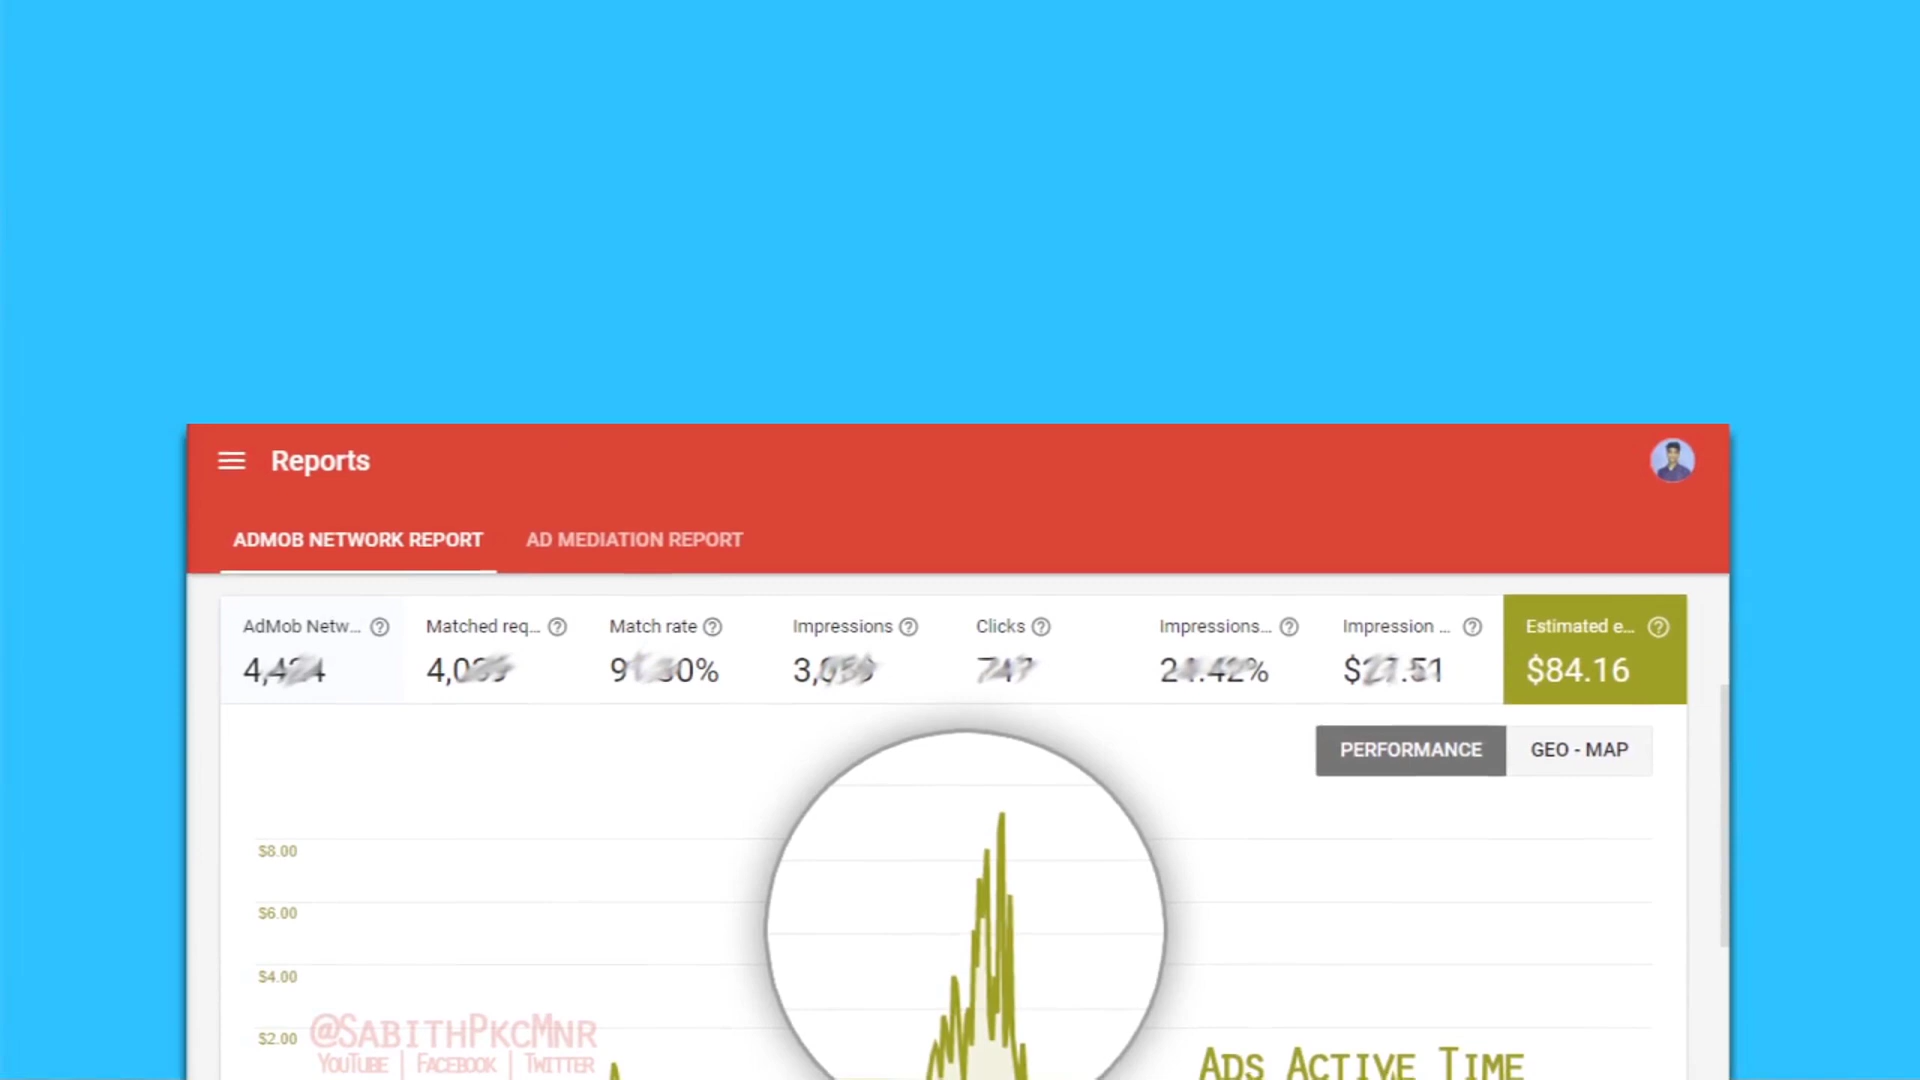 Reports
ADMOB NETWORK REPORT AD MEDIATION REPORT
AdMob Netw... Matched req... Match rate Impressions Clicks Impressions... Impression ... Estimated e...
$84.16
PERFORMANCE GEO - MAP
$8.00
$6.00
$4.00
$2.00
@SABITHPKCMNR
YOUTUBE | FACEBOOK | TWITTER
ADS ACTIVE TIME